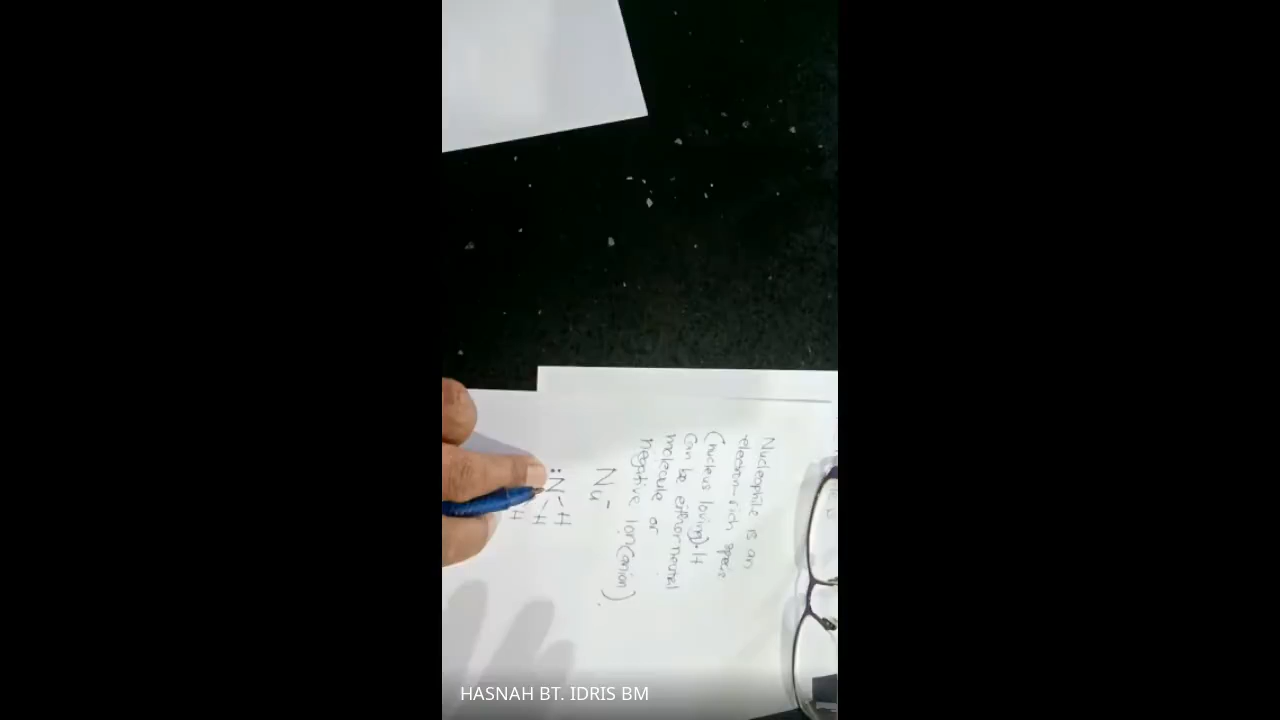 Nucleophile is an
electron-rich species
(nucleus loving). It
can be either neutral
molecule or
negative ion (anion).
Nu⁻
:N-H
-H
H
HASNAH BT. IDRIS BM